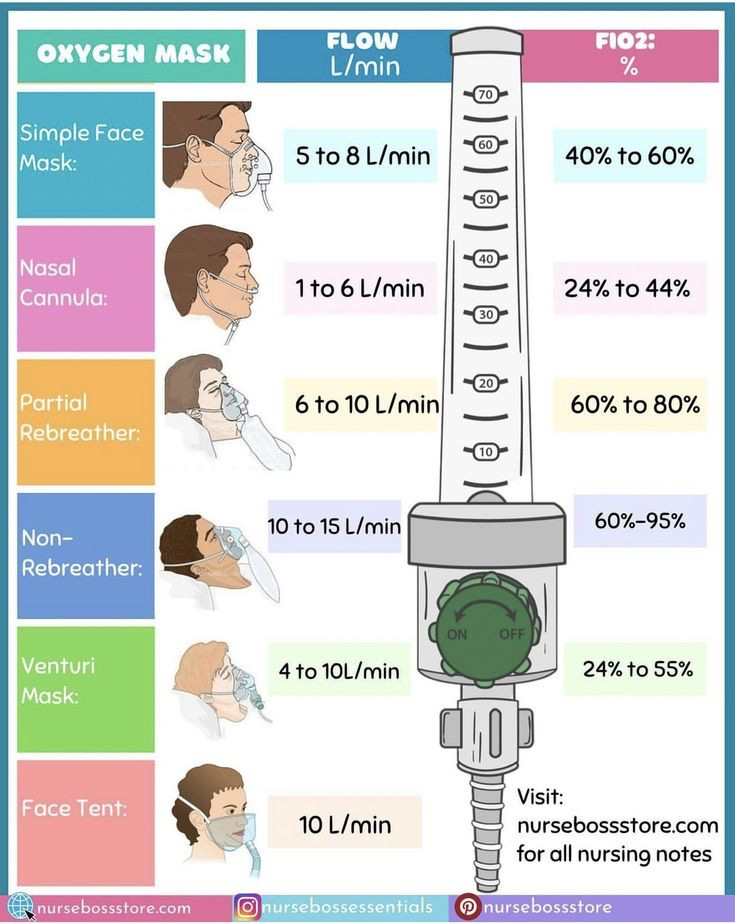 OXYGEN MASK
FLOW
L/min
FIO2:
%
Simple Face
Mask:
5 to 8 L/min
40% to 60%
Nasal
Cannula:
1 to 6 L/min
24% to 44%
Partial
Rebreather:
6 to 10 L/min
60% to 80%
Non-
Rebreather:
10 to 15 L/min
60%-95%
Venturi
Mask:
4 to 10L/min
24% to 55%
Face Tent:
10 L/min
70
60
50
40
30
20
10
ON OFF
Visit:
nursebossstore.com
for all nursing notes
nursebossstore.com
nursebossessentials
nursebossstore